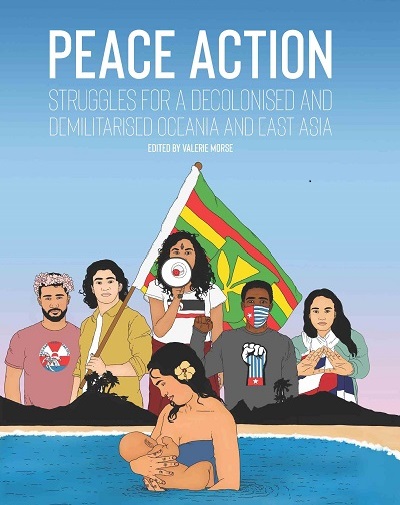 PEACE ACTION
STRUGGLES FOR A DECOLONISED AND
DEMILITARISED OCEANIA AND EAST ASIA
EDITED BY VALERIE MORSE